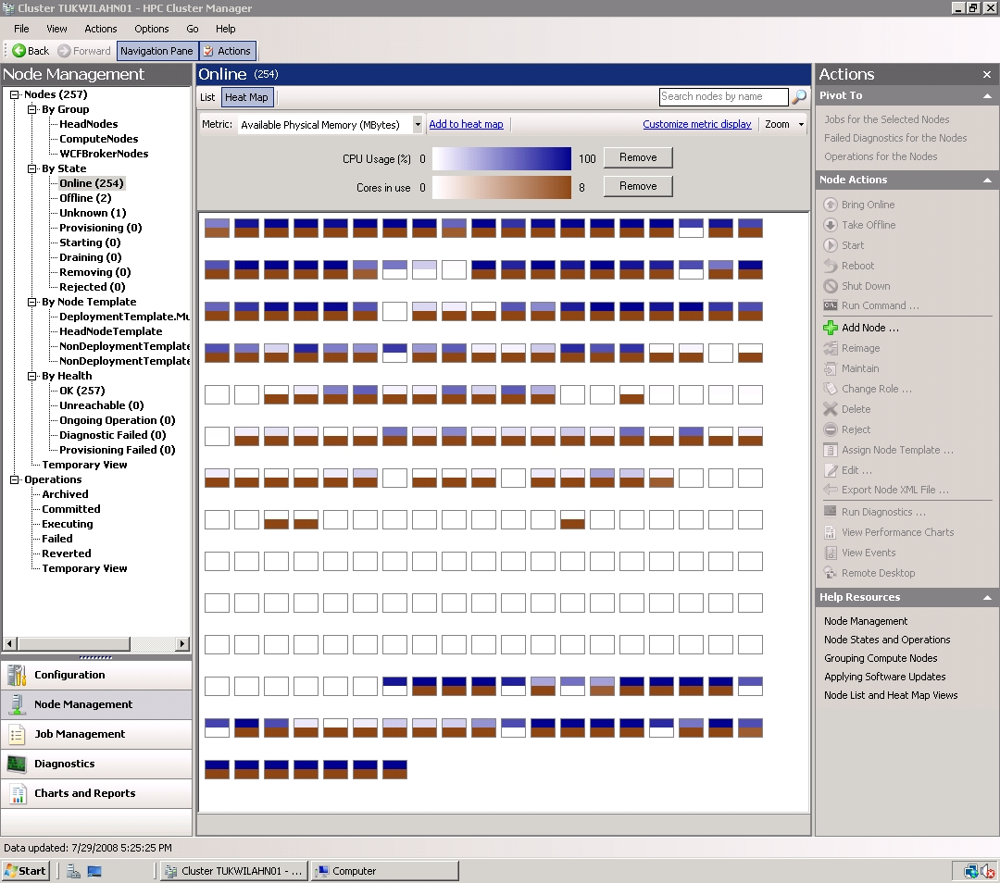 Cluster TUKWILAHN01 - HPC Cluster Manager
File View Actions Options Go Help
Back Forward Navigation Pane Actions
Node Management
Nodes (257)
By Group
HeadNodes
ComputeNodes
WCFBrokerNodes
By State
Online (254)
Offline (2)
Unknown (1)
Provisioning (0)
Starting (0)
Draining (0)
Removing (0)
Rejected (0)
By Node Template
DeploymentTemplate.Mu
HeadNodeTemplate
NonDeploymentTemplate
NonDeploymentTemplate
By Health
OK (257)
Unreachable (0)
Ongoing Operation (0)
Diagnostic Failed (0)
Provisioning Failed (0)
Temporary View
Operations
Archived
Committed
Executing
Failed
Reverted
Temporary View
Configuration
Node Management
Job Management
Diagnostics
Charts and Reports
Online (254)
List Heat Map Search nodes by name
Metric: Available Physical Memory (MBytes) Add to heat map Customize metric display Zoom
CPU Usage (%) 0 100 Remove
Cores in use 0 8 Remove
Actions
Pivot To
Jobs for the Selected Nodes
Failed Diagnostics for the Nodes
Operations for the Nodes
Node Actions
Bring Online
Take Offline
Start
Reboot
Shut Down
Run Command ...
Add Node ...
Reimage
Maintain
Change Role ...
Delete
Reject
Assign Node Template ...
Edit ...
Export Node XML File ...
Run Diagnostics ...
View Performance Charts
View Events
Remote Desktop
Help Resources
Node Management
Node States and Operations
Grouping Compute Nodes
Applying Software Updates
Node List and Heat Map Views
Data updated: 7/29/2008 5:25:25 PM
Start Cluster TUKWILAHN01 - ... Computer